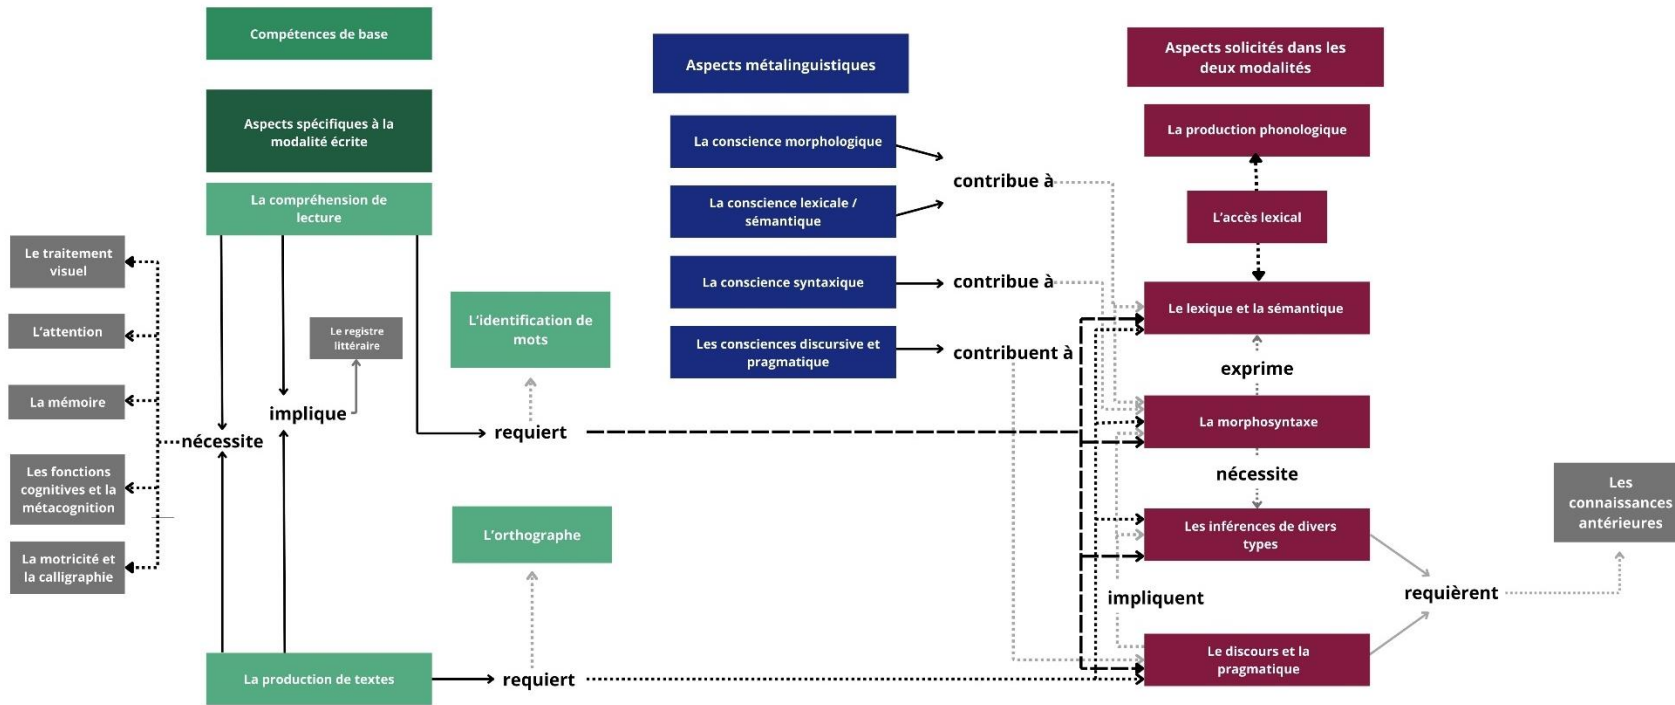 Compétences de base
Aspects spécifiques à la
modalité écrite
La compréhension de
lecture
Le traitement
visuel
L'attention
La mémoire
Les fonctions
cognitives et la
métacognition
La motricité et
la calligraphie
nécessite
implique
Le registre
littéraire
L'identification de
mots
requiert
L'orthographe
La production de textes
requiert
Aspects métalinguistiques
La conscience morphologique
La conscience lexicale /
sémantique
contribue à
La conscience syntaxique
contribue à
Les consciences discursive et
pragmatique
contribuent à
Aspects solicités dans les
deux modalités
La production phonologique
L'accès lexical
Le lexique et la sémantique
exprime
La morphosyntaxe
nécessite
Les inférences de divers
types
impliquent
Le discours et la
pragmatique
requièrent
Les
connaissances
antérieures